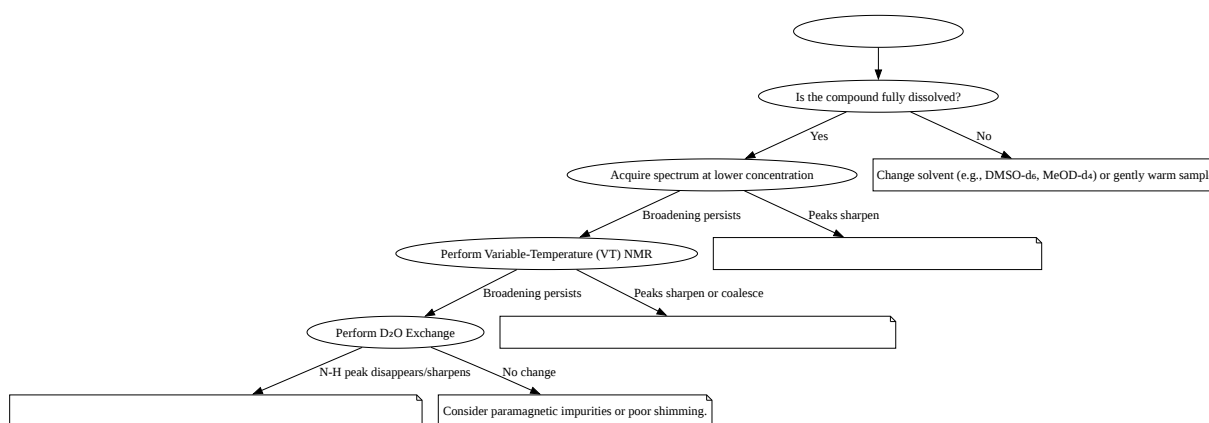 Is the compound fully dissolved?
Yes
No
Acquire spectrum at lower concentration
Change solvent (e.g., DMSO-d₆, MeOD-d₄) or gently warm sampl
Broadening persists
Peaks sharpen
Perform Variable-Temperature (VT) NMR
Broadening persists
Peaks sharpen or coalesce
Perform D₂O Exchange
N-H peak disappears/sharpens
No change
Consider paramagnetic impurities or poor shimming.